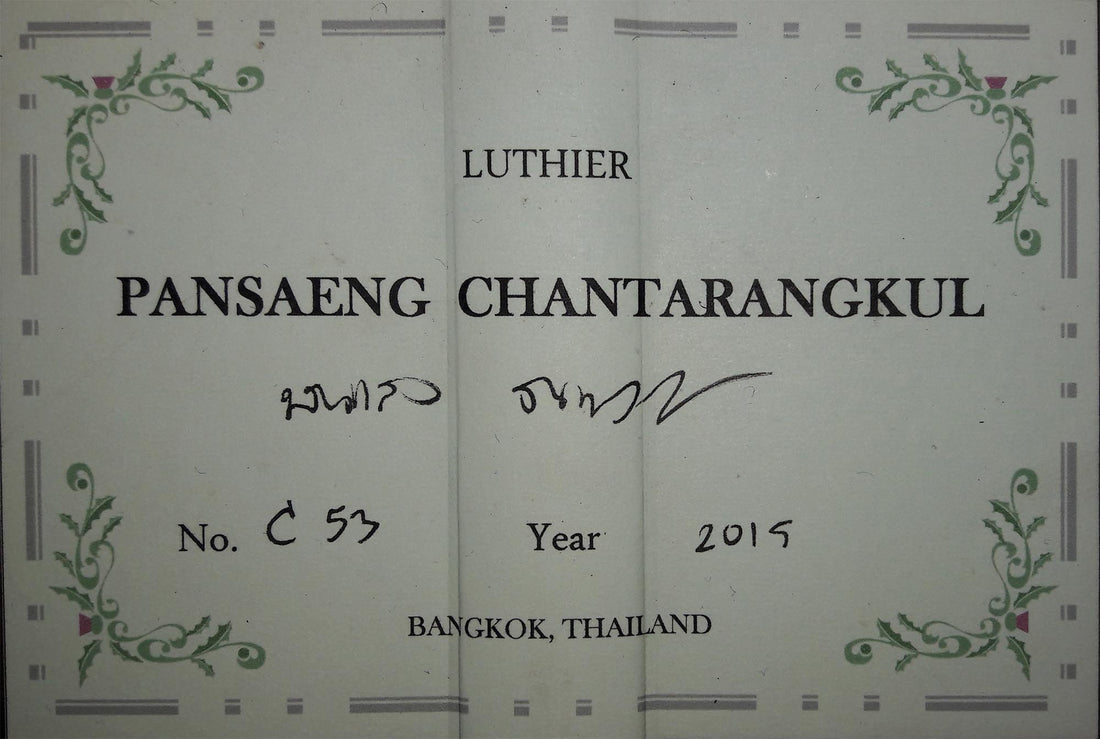 LUTHIER
PANSAENG CHANTARANGKUL
No. C 53 Year 2015
BANGKOK, THAILAND